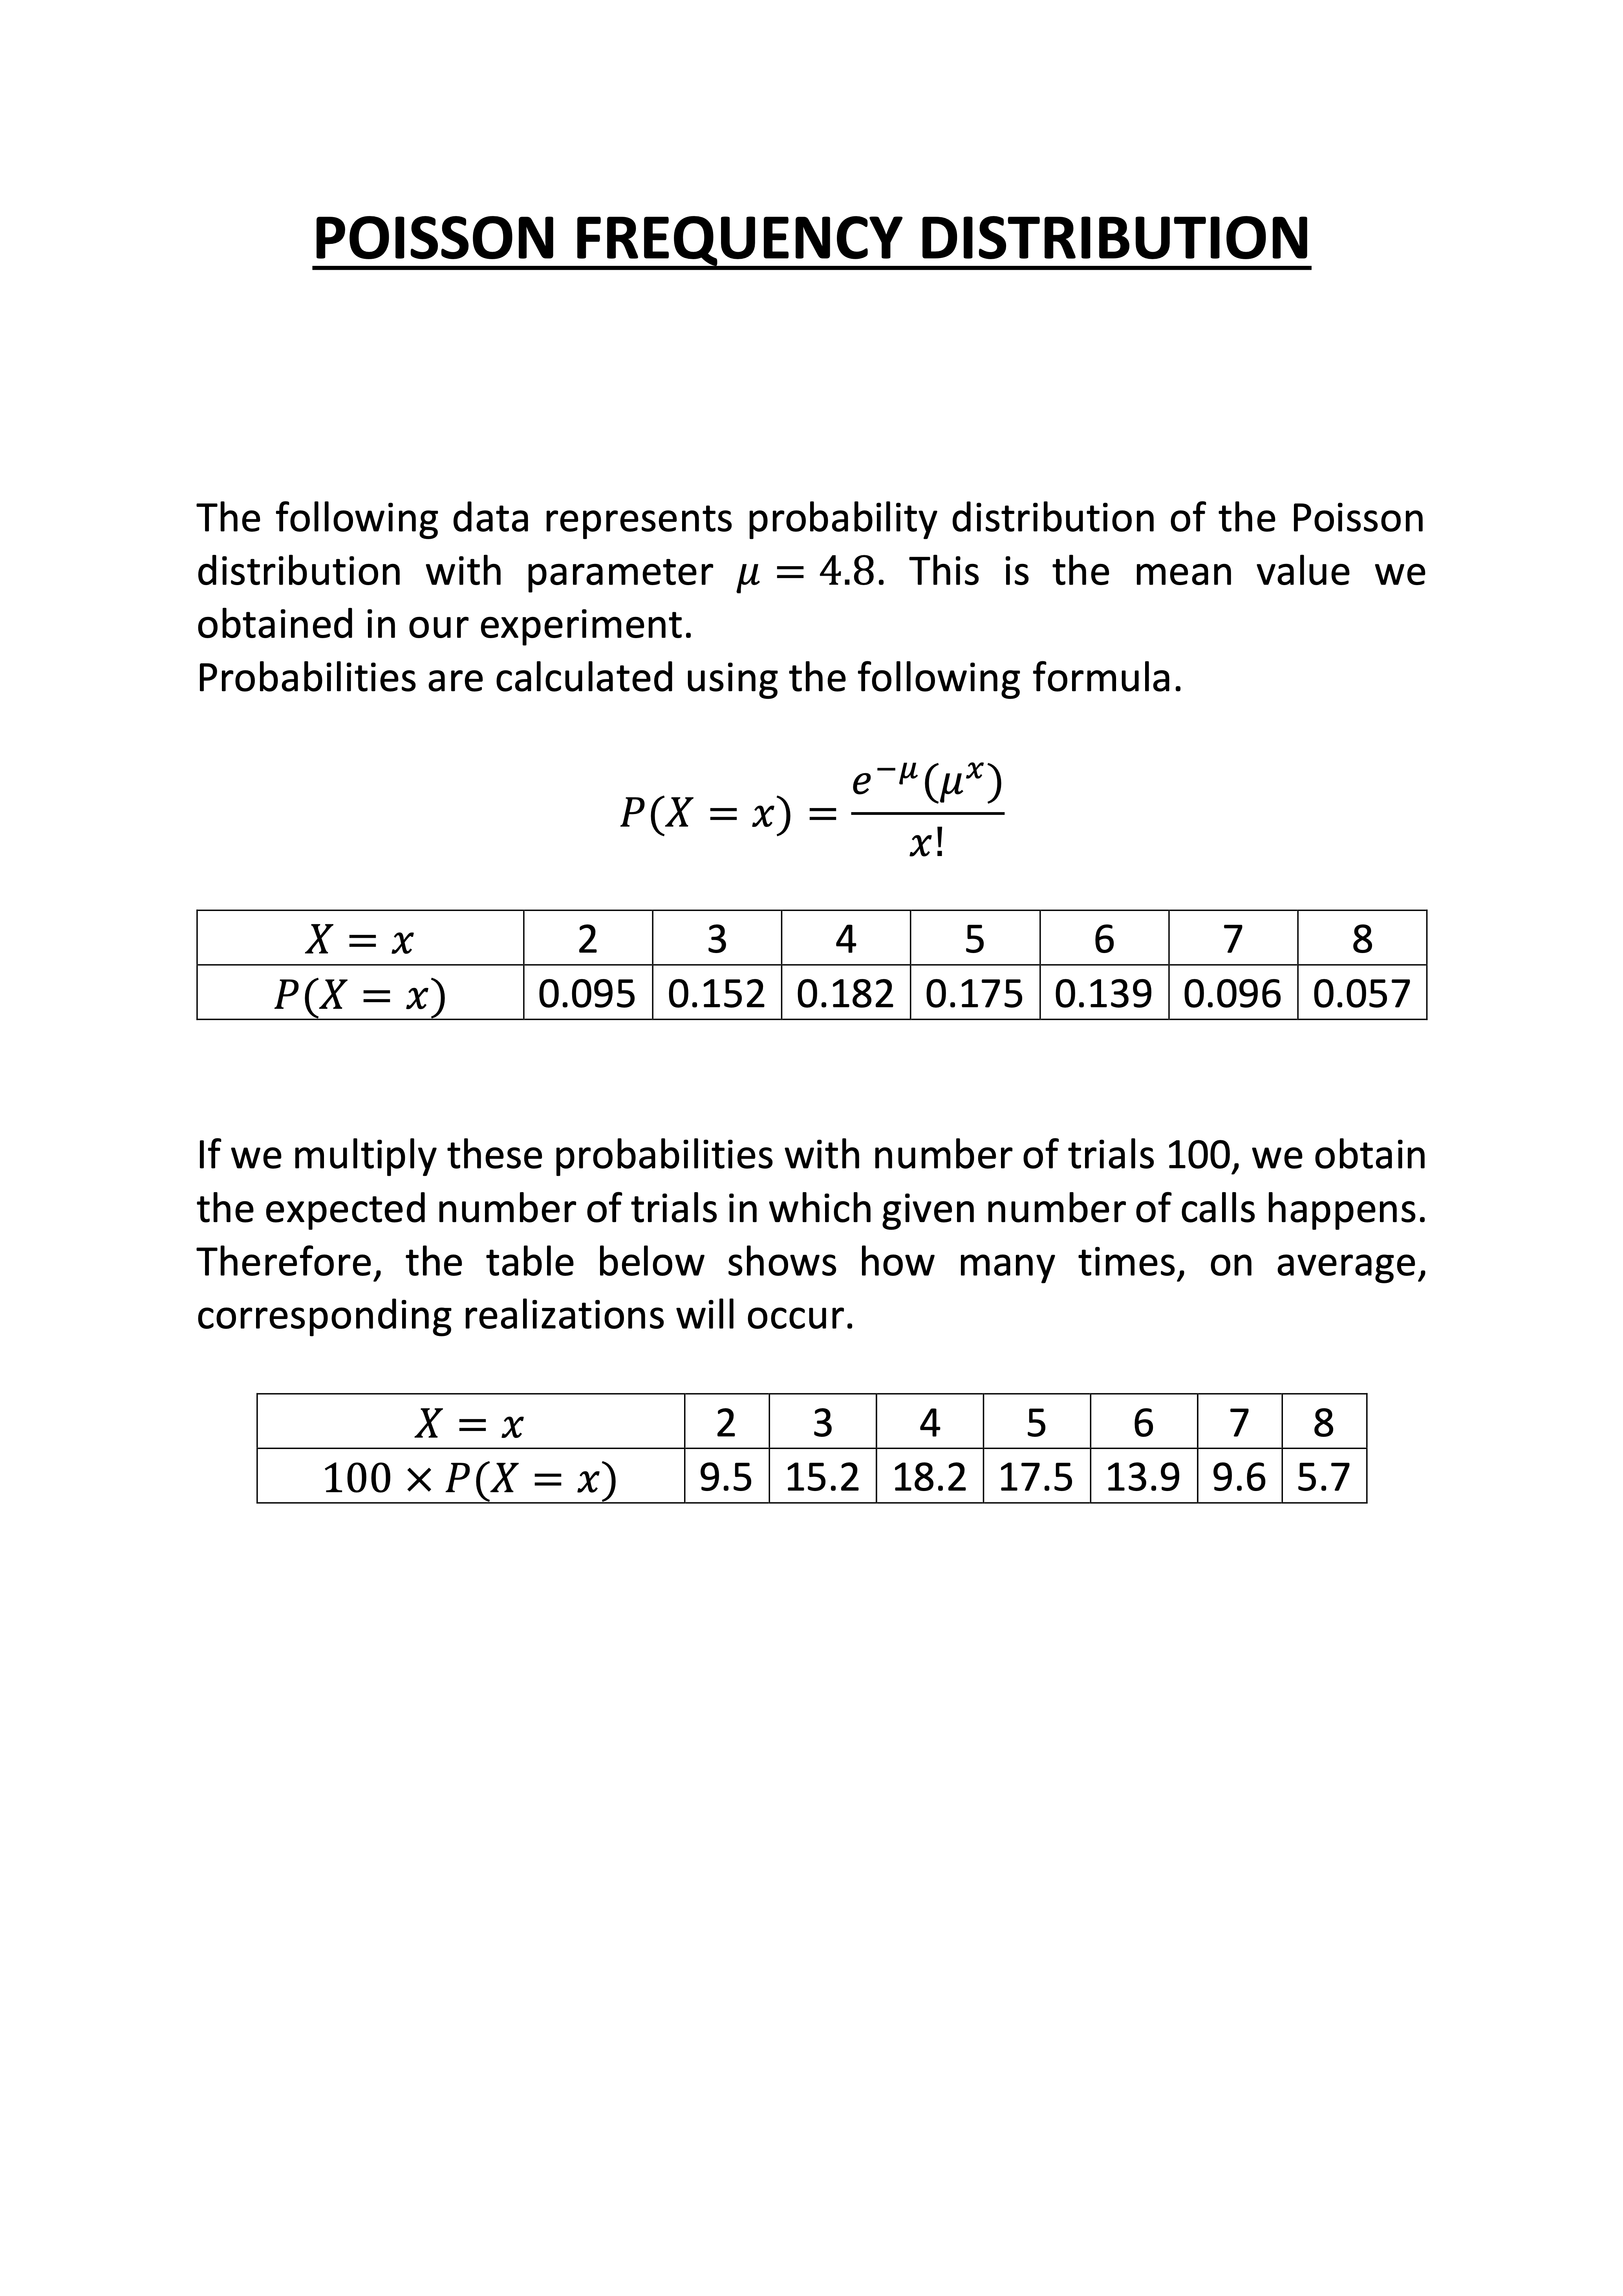 POISSON FREQUENCY DISTRIBUTION
The following data represents probability distribution of the Poisson
distribution with parameter μ = 4.8. This is the mean value we
obtained in our experiment.
Probabilities are calculated using the following formula.
P(X = x) = e^{−μ}(μ^x) / x!
X = x 2 3 4 5 6 7 8
P(X = x) 0.095 0.152 0.182 0.175 0.139 0.096 0.057
If we multiply these probabilities with number of trials 100, we obtain
the expected number of trials in which given number of calls happens.
Therefore, the table below shows how many times, on average,
corresponding realizations will occur.
X = x 2 3 4 5 6 7 8
100 × P(X = x) 9.5 15.2 18.2 17.5 13.9 9.6 5.7